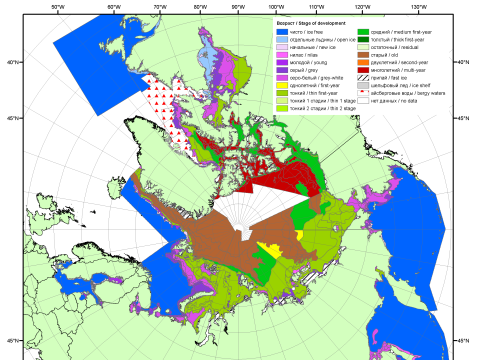 50°W
60°W
70°W
80°W
90°W
120°W
150°W
180°
170°E
160°E
40°N
45°N
40°N
45°N
45°N
45°N
Возраст / Stage of development
чисто / ice free
отдельные льдины / open ice
начальные / new ice
нилас / nilas
молодой / young
серый / grey
серо-белый / grey-white
однолетний / first-year
тонкий / thin first-year
тонкий 1 стадии / thin 1 stage
тонкий 2 стадии / thin 2 stage
средний / medium first-year
толстый / thick first-year
остаточный / residual
старый / old
двухлетний / second-year
многолетний / multi-year
припай / fast ice
шельфовый лед / ice shelf
айсберговые воды / bergy waters
нет данных / no data